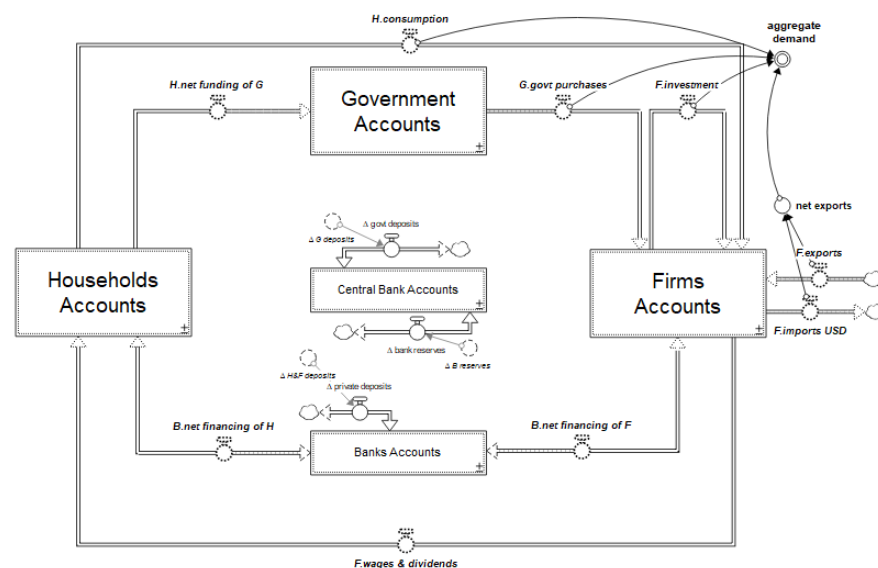 H.consumption
aggregate
demand
H.net funding of G
Government
Accounts
G.govt purchases
F.investment
net exports
Δ govt deposits
Δ G deposits
Households
Accounts
Central Bank Accounts
Firms
Accounts
F.exports
F.imports USD
Δ bank reserves
Δ B reserves
Δ H&F deposits
Δ private deposits
B.net financing of H
Banks Accounts
B.net financing of F
F.wages & dividends